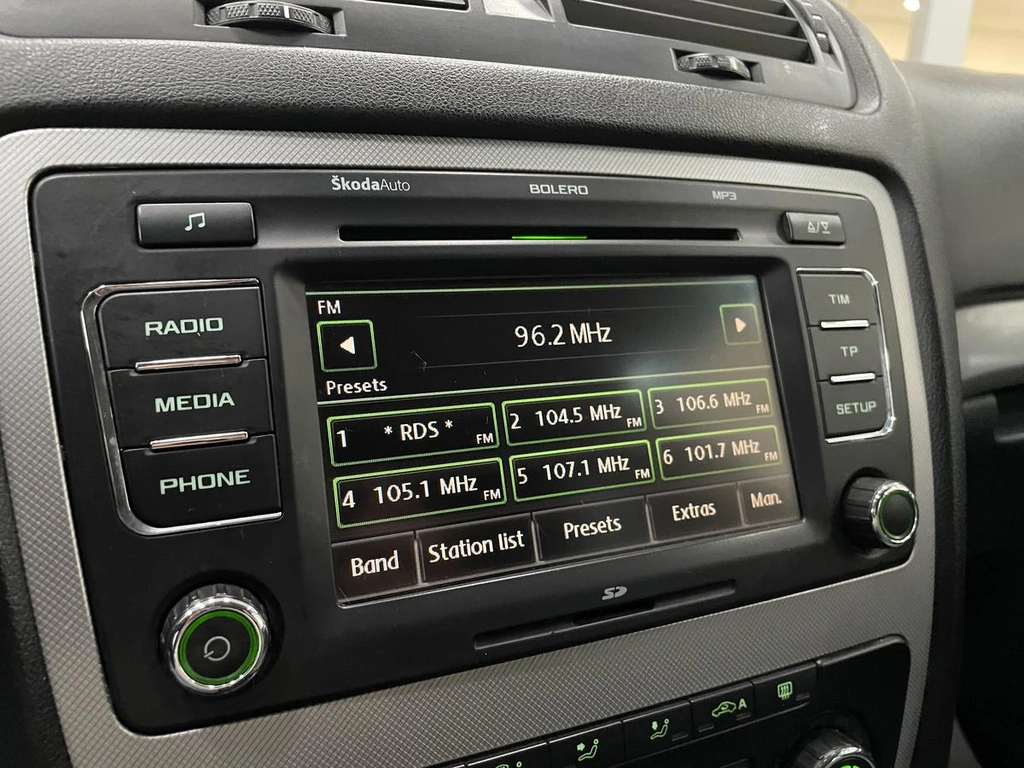 ŠkodaAuto BOLERO MP3
RADIO
MEDIA
PHONE
FM
96.2 MHz
Presets
1 * RDS * FM
2 104.5 MHz FM
3 106.6 MHz FM
4 105.1 MHz FM
5 107.1 MHz FM
6 101.7 MHz FM
Band Station list Presets Extras Man.
TIM
TP
SETUP
SD
A